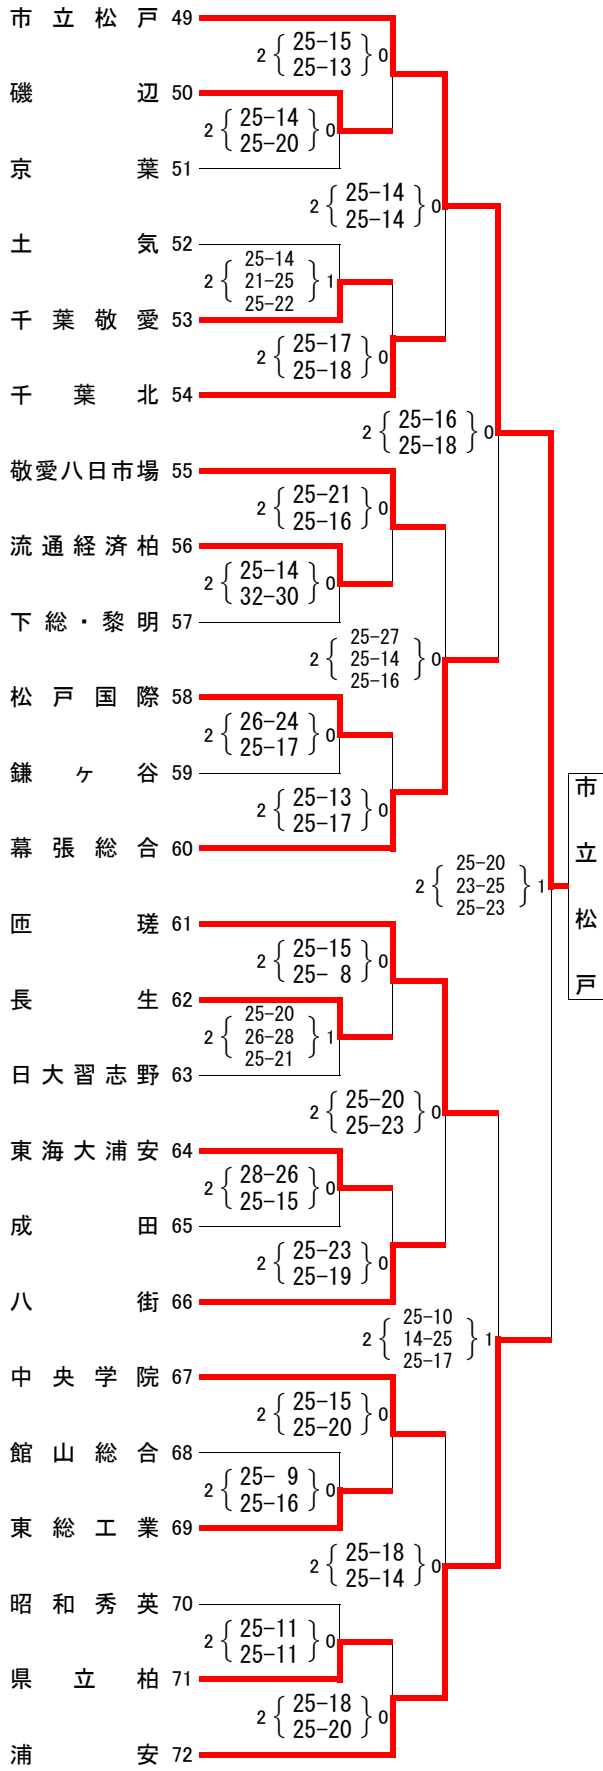 市立松戸 49
2 25-15 0
25-13
磯辺 50
2 25-14 0
25-20
京葉 51
2 25-14 0
25-14
土気 52
25-14
2 21-25 1
25-22
千葉敬愛 53
2 25-17 0
25-18
千葉北 54
2 25-16 0
25-18
敬愛八日市場 55
2 25-21 0
25-16
流通経済柏 56
2 25-14 0
32-30
下総・黎明 57
25-27
2 25-14 0
25-16
松戸国際 58
2 26-24 0
25-17
鎌ヶ谷 59
2 25-13 0
25-17
幕張総合 60
25-20
2 23-25 1
25-23
市立松戸
匝瑳 61
2 25-15 0
25- 8
長生 62
25-20
2 26-28 1
25-21
日大習志野 63
2 25-20 0
25-23
東海大浦安 64
2 28-26 0
25-15
成田 65
2 25-23 0
25-19
八街 66
25-10
2 14-25 1
25-17
中央学院 67
2 25-15 0
25-20
館山総合 68
2 25- 9 0
25-16
東総工業 69
2 25-18 0
25-14
昭和秀英 70
2 25-11 0
25-11
県立柏 71
2 25-18 0
25-20
浦安 72